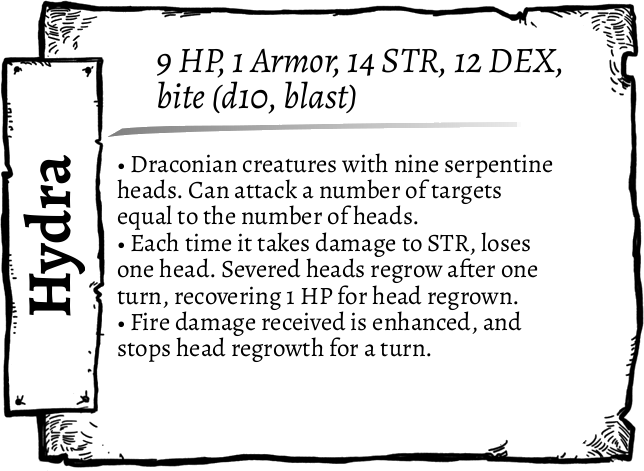 Hydra
9 HP, 1 Armor, 14 STR, 12 DEX,
bite (d10, blast)
• Draconian creatures with nine serpentine
heads. Can attack a number of targets
equal to the number of heads.
• Each time it takes damage to STR, loses
one head. Severed heads regrow after one
turn, recovering 1 HP for head regrown.
• Fire damage received is enhanced, and
stops head regrowth for a turn.